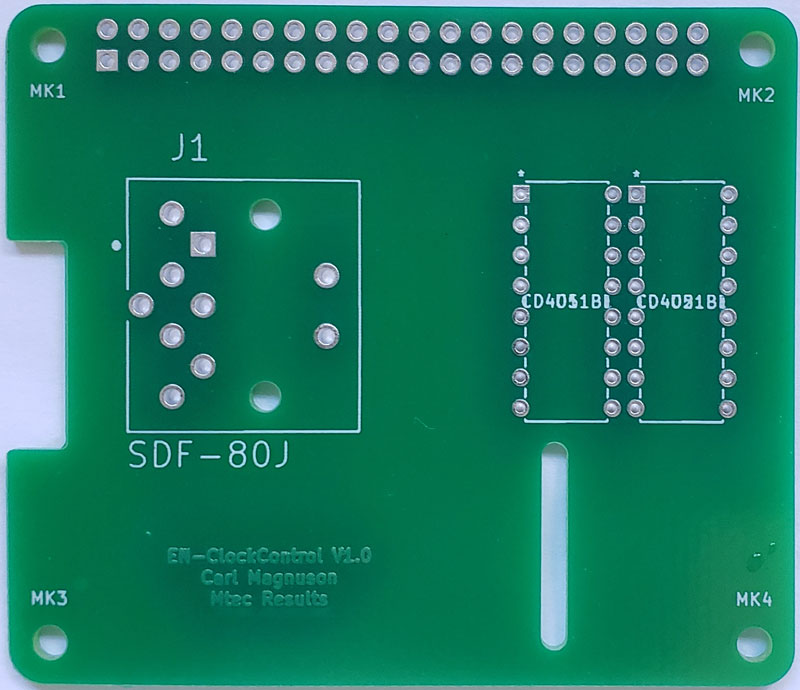 MK1
MK2
J1
* *
CD4051BE CD4051BE
SDF-80J
EM-ClockControl V1.0
Carl Magnuson
Mtec Results
MK3
MK4